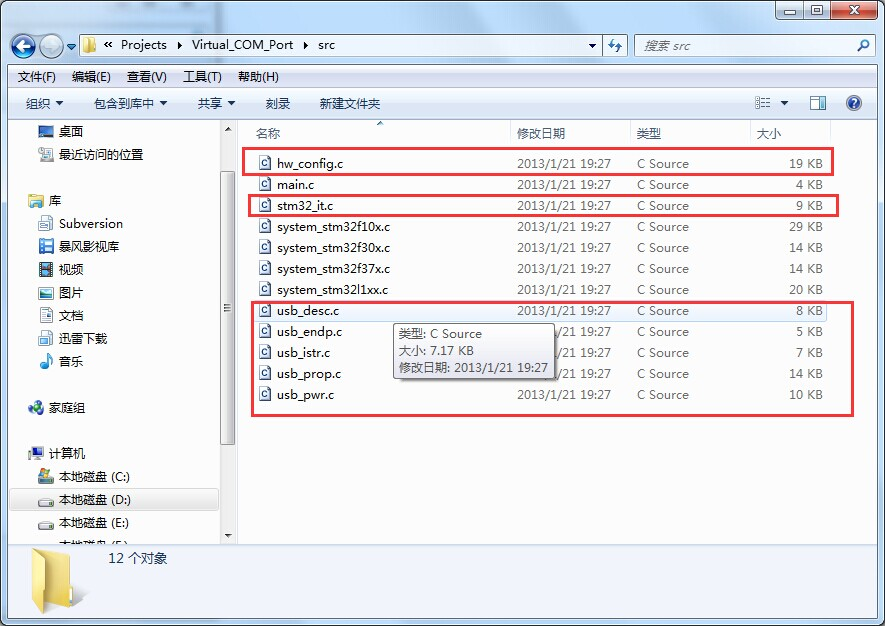 « Projects ▸ Virtual_COM_Port ▸ src
搜索 src
文件(F) 编辑(E) 查看(V) 工具(T) 帮助(H)
组织 包含到库中 共享 刻录 新建文件夹
桌面
最近访问的位置
库
Subversion
暴风影视库
视频
图片
文档
迅雷下载
音乐
家庭组
计算机
本地磁盘 (C:)
本地磁盘 (D:)
本地磁盘 (E:)
名称 修改日期 类型 大小
hw_config.c 2013/1/21 19:27 C Source 19 KB
main.c 2013/1/21 19:27 C Source 4 KB
stm32_it.c 2013/1/21 19:27 C Source 9 KB
system_stm32f10x.c 2013/1/21 19:27 C Source 29 KB
system_stm32f30x.c 2013/1/21 19:27 C Source 14 KB
system_stm32f37x.c 2013/1/21 19:27 C Source 14 KB
system_stm32l1xx.c 2013/1/21 19:27 C Source 20 KB
usb_desc.c 2013/1/21 19:27 C Source 8 KB
usb_endp.c 2013/1/21 19:27 C Source 5 KB
usb_istr.c 2013/1/21 19:27 C Source 7 KB
usb_prop.c 2013/1/21 19:27 C Source 14 KB
usb_pwr.c 2013/1/21 19:27 C Source 10 KB
类型: C Source
大小: 7.17 KB
修改日期: 2013/1/21 19:27
12 个对象